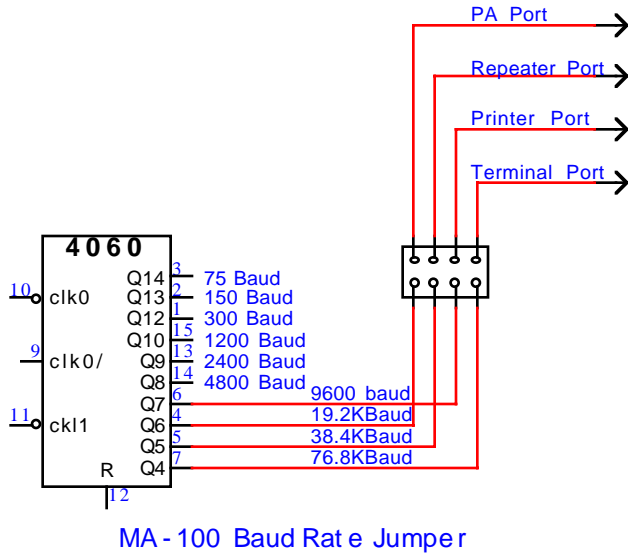 PA Port
Repeater Port
Printer Port
Terminal Port
4060
10 clk0
9 clk0/
11 ckl1
R
12
Q14 3 75 Baud
Q13 2 150 Baud
Q12 1 300 Baud
Q10 15 1200 Baud
Q9 13 2400 Baud
Q8 14 4800 Baud
Q7 6 9600 baud
Q6 4 19.2KBaud
Q5 5 38.4KBaud
Q4 7 76.8KBaud
MA-100 Baud Rate Jumper